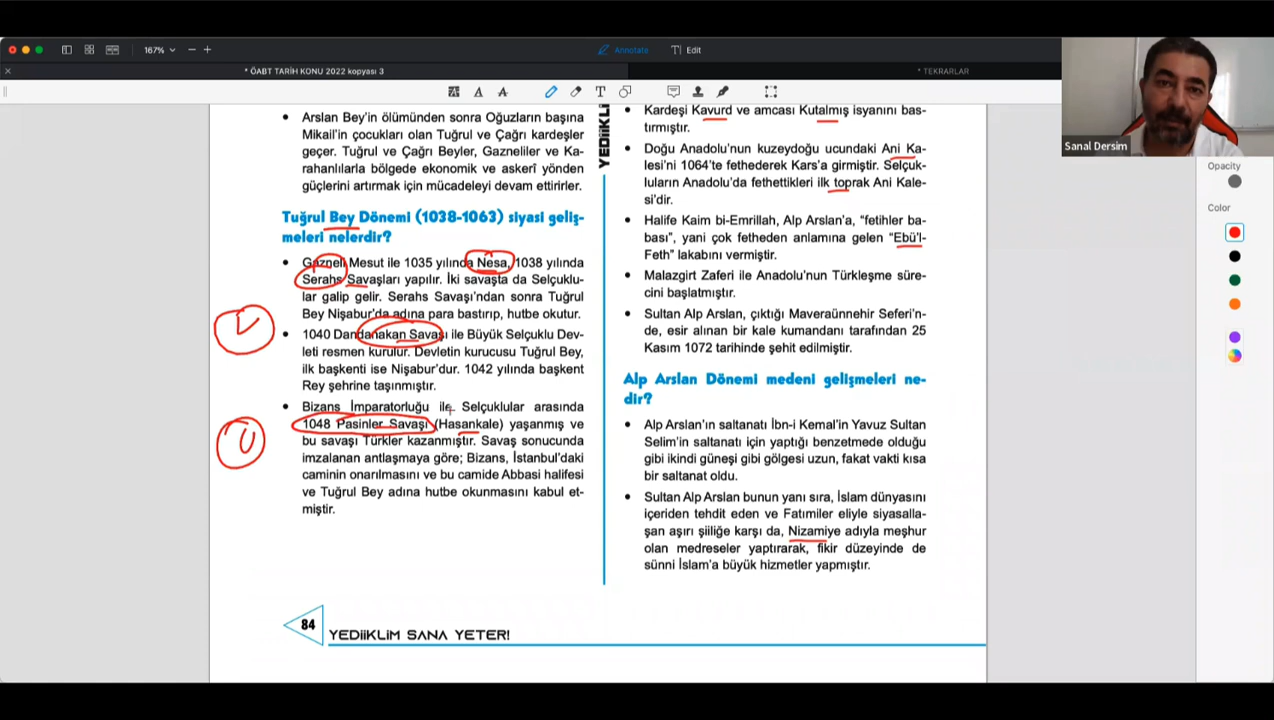 167%
Annotate
Edit
* ÖABT TARİH KONU 2022 kopyası 3
* TEKRARLAR
Sanal Dersim
Opacity
Color
• Arslan Bey'in ölümünden sonra Oğuzların başına
Mikail'in çocukları olan Tuğrul ve Çağrı kardeşler
geçer. Tuğrul ve Çağrı Beyler, Gazneliler ve Ka-
rahanlılarla bölgede ekonomik ve askerî yönden
güçlerini artırmak için mücadeleyi devam ettirirler.
Tuğrul Bey Dönemi (1038-1063) siyasi geliş-
meleri nelerdir?
• Gazneli Mesut ile 1035 yılında Nesa, 1038 yılında
Serahs Savaşları yapılır. İki savaşta da Selçuklu-
lar galip gelir. Serahs Savaşı'ndan sonra Tuğrul
Bey Nişabur'da adına para bastırıp, hutbe okutur.
• 1040 Dandanakan Savaşı ile Büyük Selçuklu Dev-
leti resmen kurulur. Devletin kurucusu Tuğrul Bey,
ilk başkenti ise Nişabur'dur. 1042 yılında başkent
Rey şehrine taşınmıştır.
• Bizans İmparatorluğu ile Selçuklular arasında
1048 Pasinler Savaşı (Hasankale) yaşanmış ve
bu savaşı Türkler kazanmıştır. Savaş sonucunda
imzalanan antlaşmaya göre; Bizans, İstanbul'daki
caminin onarılmasını ve bu camide Abbasi halifesi
ve Tuğrul Bey adına hutbe okunmasını kabul et-
miştir.
YEDİİKLİ
Kardeşi Kavurd ve amcası Kutalmış isyanını bas-
tırmıştır.
• Doğu Anadolu'nun kuzeydoğu ucundaki Ani Ka-
lesi'ni 1064'te fethederek Kars'a girmiştir. Selçuk-
luların Anadolu'da fethettikleri ilk toprak Ani Kale-
si'dir.
• Halife Kaim bi-Emrillah, Alp Arslan'a, “fetihler ba-
bası”, yani çok fetheden anlamına gelen “Ebü'l-
Feth” lakabını vermiştir.
• Malazgirt Zaferi ile Anadolu'nun Türkleşme süre-
cini başlatmıştır.
• Sultan Alp Arslan, çıktığı Maveraünnehir Seferi'n-
de, esir alınan bir kale kumandanı tarafından 25
Kasım 1072 tarihinde şehit edilmiştir.
Alp Arslan Dönemi medeni gelişmeleri ne-
dir?
• Alp Arslan'ın saltanatı İbn-i Kemal'in Yavuz Sultan
Selim'in saltanatı için yaptığı benzetmede olduğu
gibi ikindi güneşi gibi gölgesi uzun, fakat vakti kısa
bir saltanat oldu.
• Sultan Alp Arslan bunun yanı sıra, İslam dünyasını
içeriden tehdit eden ve Fatımiler eliyle siyasalla-
şan aşırı şiiliğe karşı da, Nizamiye adıyla meşhur
olan medreseler yaptırarak, fikir düzeyinde de
sünni İslam'a büyük hizmetler yapmıştır.
84
YEDİİKLİM SANA YETER!